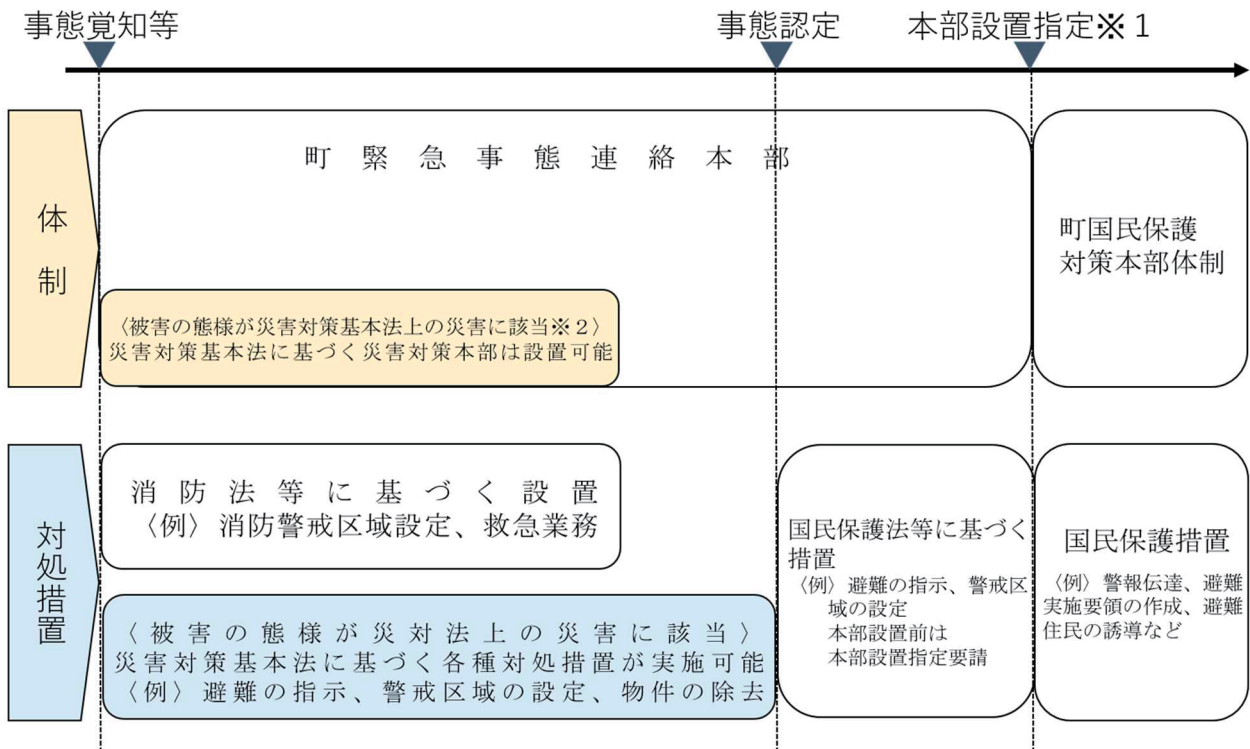 事態覚知等
事態認定
本部設置指定※1
体制
町緊急事態連絡本部
〈被害の態様が災害対策基本法上の災害に該当※2〉
災害対策基本法に基づく災害対策本部は設置可能
町国民保護
対策本部体制
対処措置
消防法等に基づく設置
〈例〉消防警戒区域設定、救急業務
〈被害の態様が災対法上の災害に該当〉
災害対策基本法に基づく各種対処措置が実施可能
〈例〉避難の指示、警戒区域の設定、物件の除去
国民保護法等に基づく
措置
〈例〉避難の指示、警戒区
域の設定
本部設置前は
本部設置指定要請
国民保護措置
〈例〉警報伝達、避難
実施要領の作成、避難
住民の誘導など